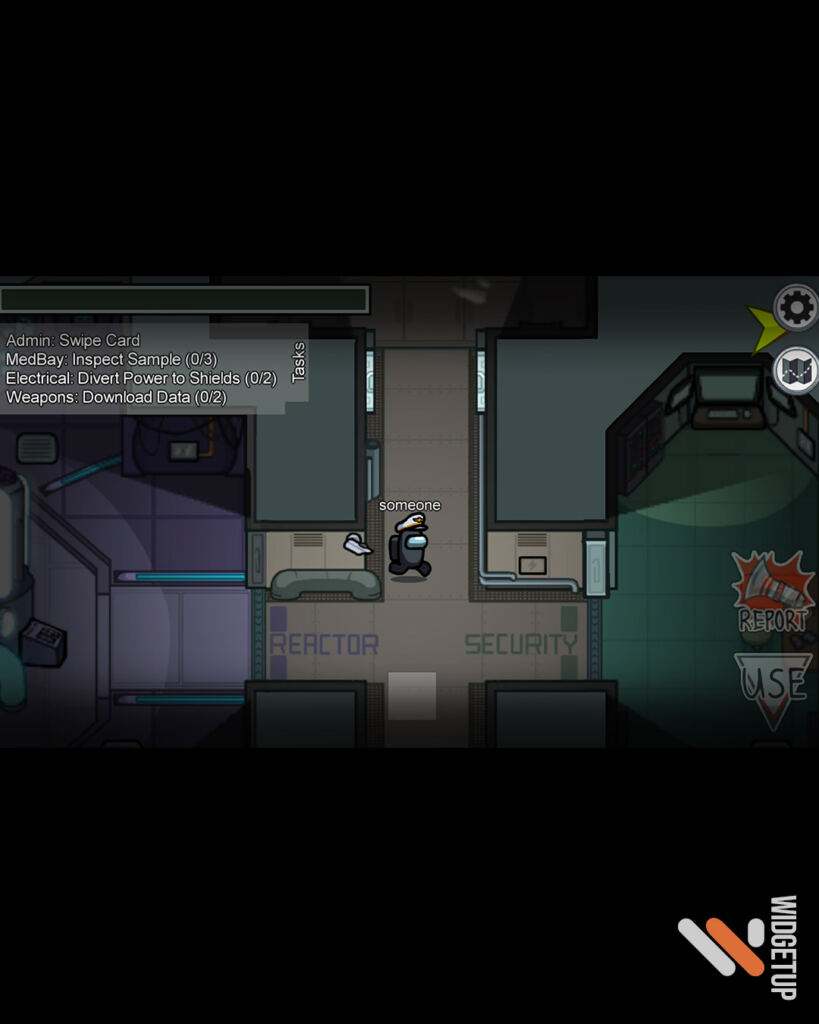 Admin: Swipe Card
MedBay: Inspect Sample (0/3)
Electrical: Divert Power to Shields (0/2)
Weapons: Download Data (0/2)
Tasks
someone
REPORT
REACTOR
SECURITY
USE
WIDGETUP